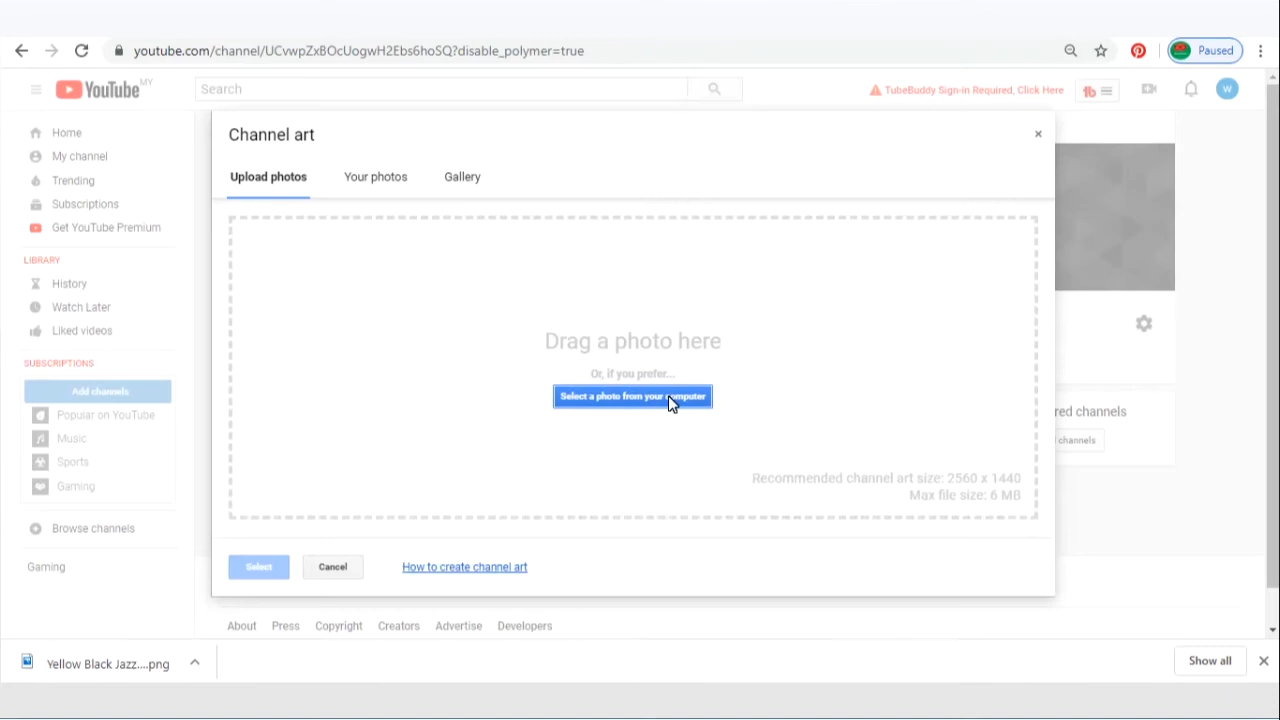 youtube.com/channel/UCvwpZxBOcUogwH2Ebs6hoSQ?disable_polymer=true
Paused
YouTube MY
Search
TubeBuddy Sign-in Required, Click Here
tb
W
Home
My channel
Trending
Subscriptions
Get YouTube Premium
LIBRARY
History
Watch Later
Liked videos
SUBSCRIPTIONS
Add channels
Popular on YouTube
Music
Sports
Gaming
Browse channels
Gaming
Channel art
×
Upload photos Your photos Gallery
Drag a photo here
Or, if you prefer...
Select a photo from your computer
Recommended channel art size: 2560 x 1440
Max file size: 6 MB
Select Cancel How to create channel art
red channels
channels
About Press Copyright Creators Advertise Developers
Yellow Black Jazz....png
Show all